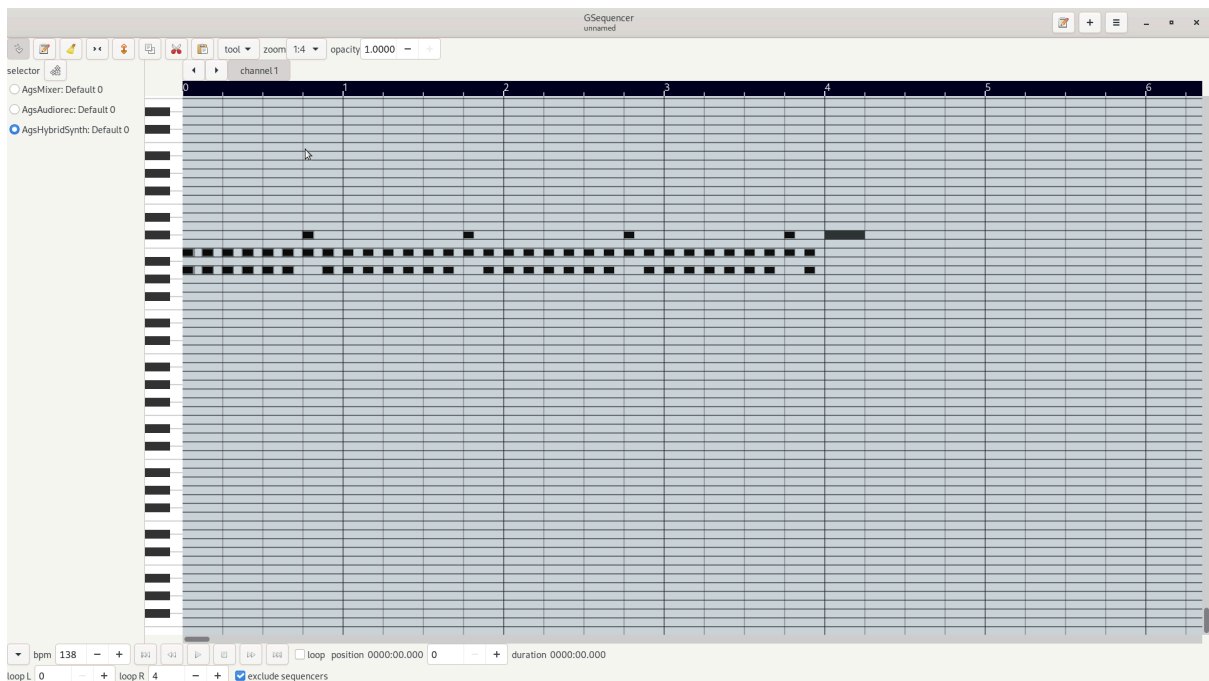 GSequencer
unnamed
tool zoom 1:4 opacity 1.0000
selector channel 1
AgsMixer: Default 0
AgsAudiorec: Default 0
AgsHybridSynth: Default 0
0 1 2 3 4 5 6
bpm 138 loop position 0000:00.000 0 duration 0000:00.000
loop L 0 loop R 4 exclude sequencers